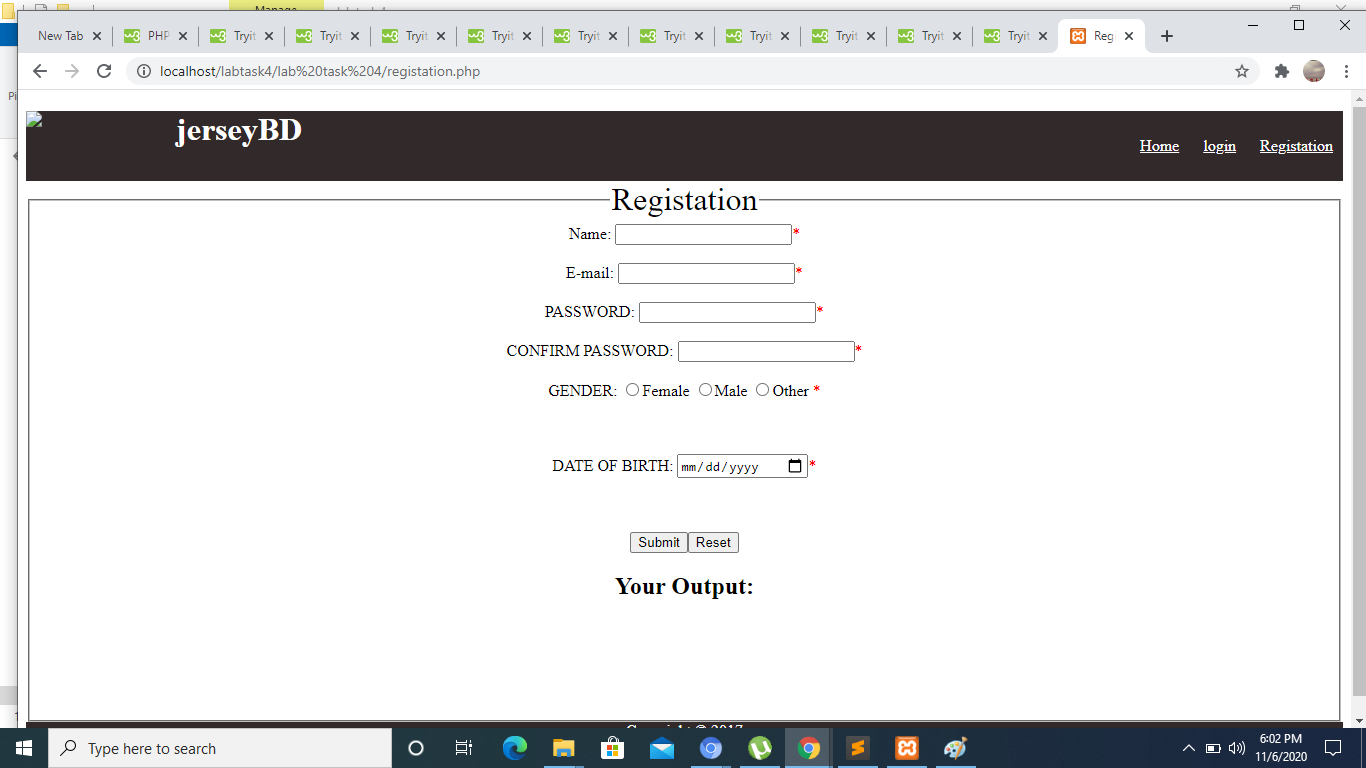 Manage
New Tab PHP Tryit Tryit Tryit Tryit Tryit Tryit Tryit Tryit Tryit Reg
localhost/labtask4/lab%20task%204/registation.php
Pi
jerseyBD
Home login Registation
Registation
Name: *
E-mail: *
PASSWORD: *
CONFIRM PASSWORD: *
GENDER: Female Male Other *
DATE OF BIRTH: mm/dd/yyyy *
Submit Reset
Your Output:
Type here to search
6:02 PM
11/6/2020